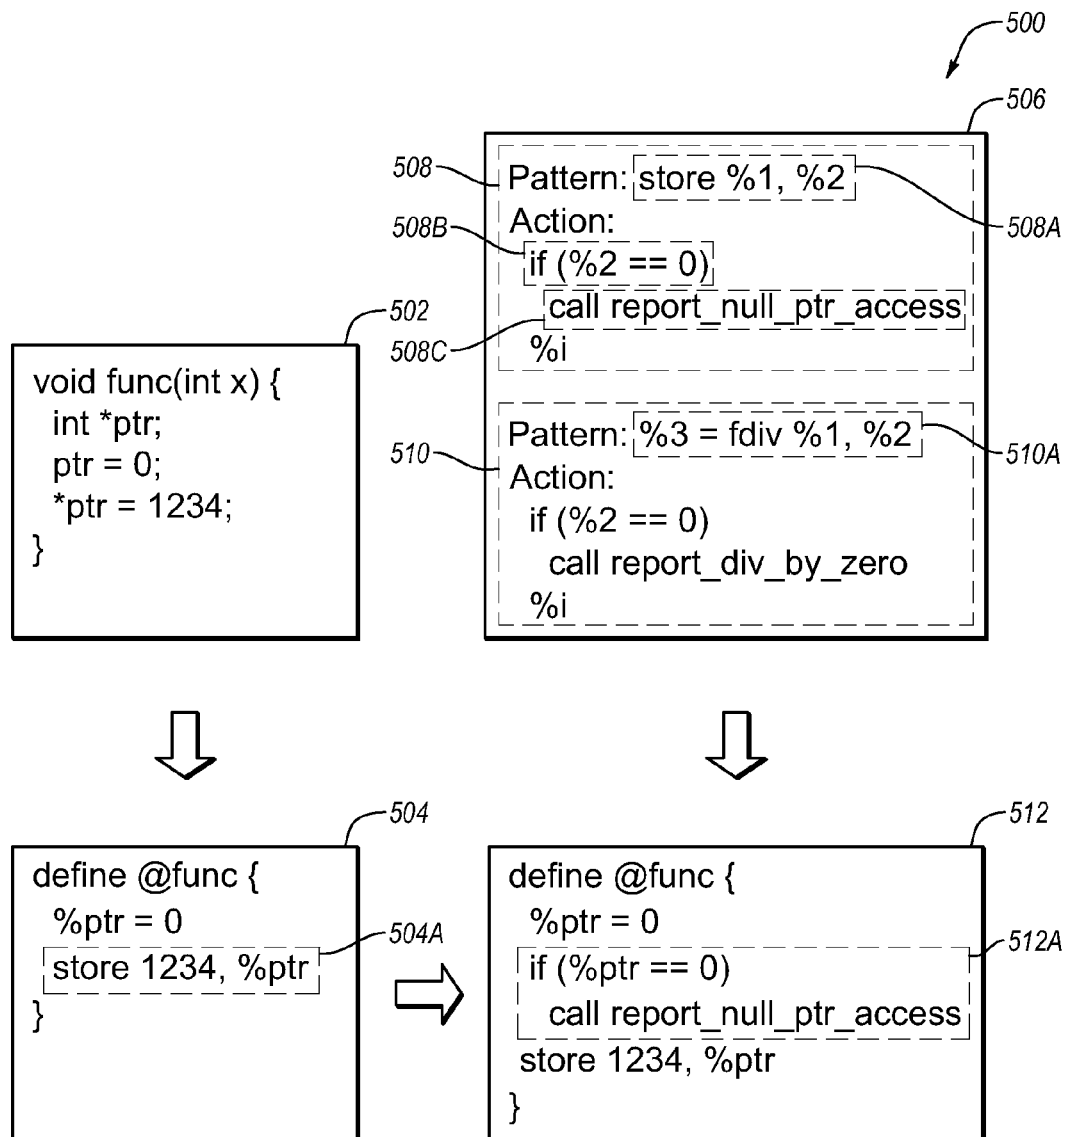 500
506
508
Pattern: store %1, %2
508A
Action:
508B
if (%2 == 0)
call report_null_ptr_access
508C
%i
510
Pattern: %3 = fdiv %1, %2
510A
Action:
if (%2 == 0)
call report_div_by_zero
%i
502
void func(int x) {
int *ptr;
ptr = 0;
*ptr = 1234;
}
504
define @func {
%ptr = 0
store 1234, %ptr
504A
}
512
define @func {
%ptr = 0
if (%ptr == 0)
512A
call report_null_ptr_access
store 1234, %ptr
}